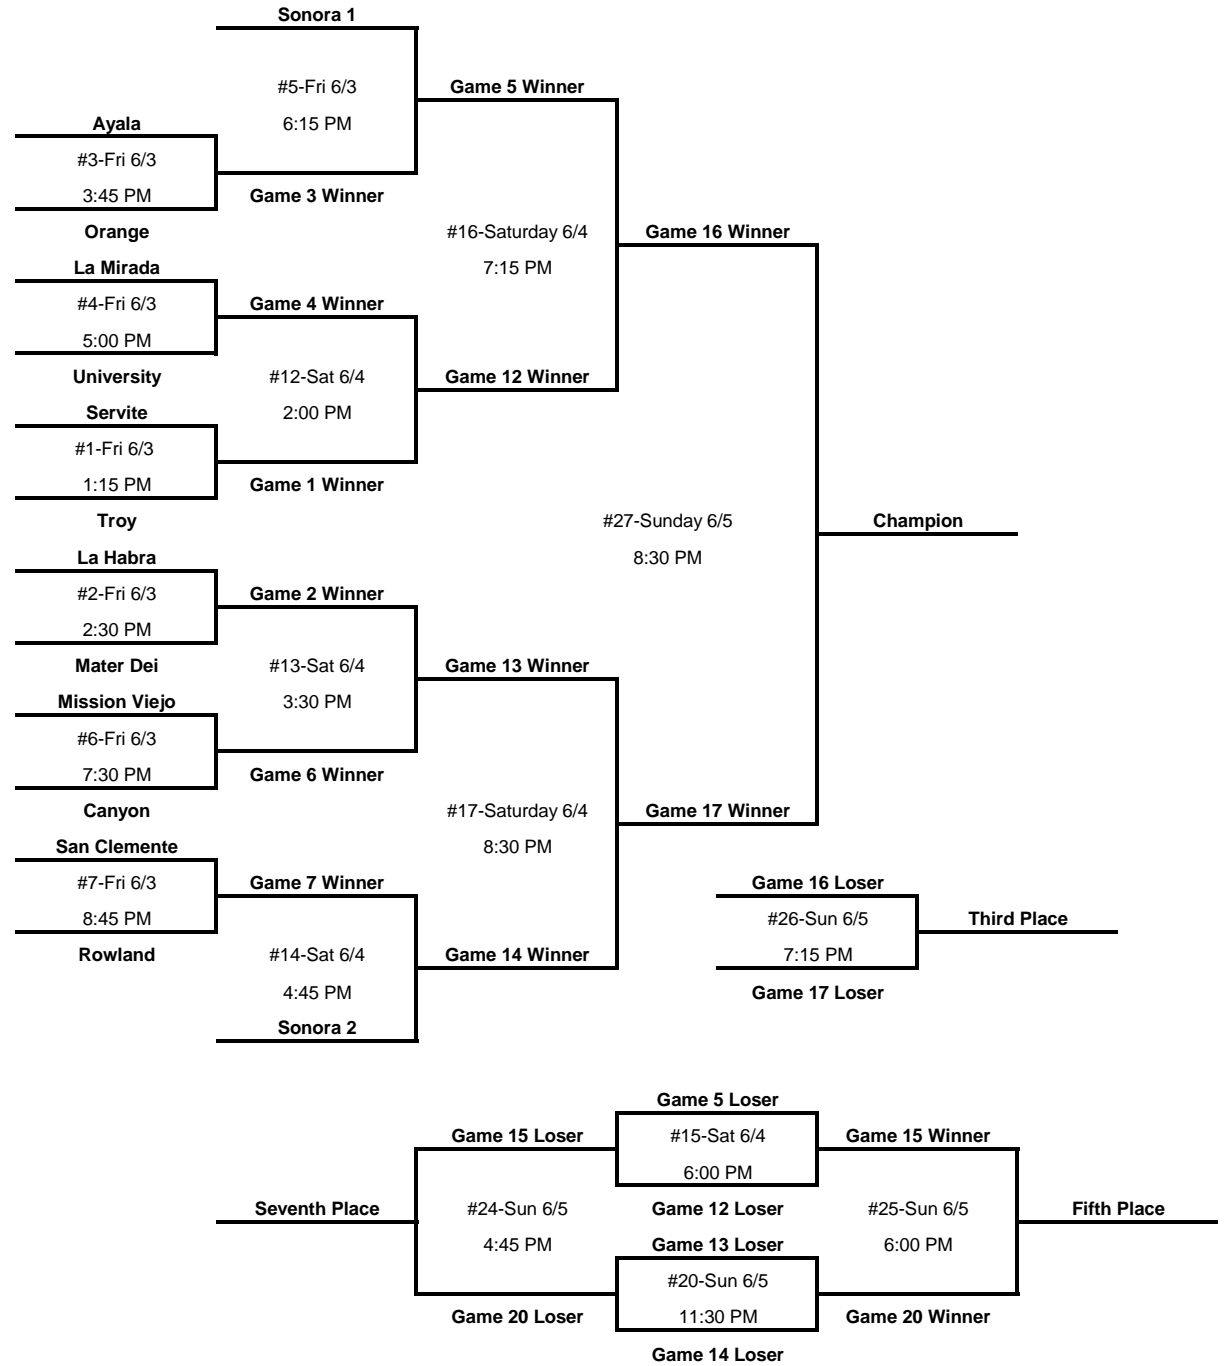 Sonora 1
#5-Fri 6/3
Game 5 Winner
Ayala
6:15 PM
#3-Fri 6/3
3:45 PM
Game 3 Winner
Orange
#16-Saturday 6/4
Game 16 Winner
La Mirada
7:15 PM
#4-Fri 6/3
Game 4 Winner
5:00 PM
University
#12-Sat 6/4
Game 12 Winner
Servite
2:00 PM
#1-Fri 6/3
1:15 PM
Game 1 Winner
Troy
#27-Sunday 6/5
Champion
La Habra
8:30 PM
#2-Fri 6/3
Game 2 Winner
2:30 PM
Mater Dei
#13-Sat 6/4
Game 13 Winner
Mission Viejo
3:30 PM
#6-Fri 6/3
7:30 PM
Game 6 Winner
Canyon
#17-Saturday 6/4
Game 17 Winner
San Clemente
8:30 PM
#7-Fri 6/3
Game 7 Winner
Game 16 Loser
8:45 PM
#26-Sun 6/5
Third Place
Rowland
#14-Sat 6/4
Game 14 Winner
7:15 PM
4:45 PM
Game 17 Loser
Sonora 2
Game 5 Loser
Game 15 Loser
#15-Sat 6/4
Game 15 Winner
6:00 PM
Seventh Place
#24-Sun 6/5
Game 12 Loser
#25-Sun 6/5
Fifth Place
4:45 PM
Game 13 Loser
6:00 PM
#20-Sun 6/5
Game 20 Loser
11:30 PM
Game 20 Winner
Game 14 Loser